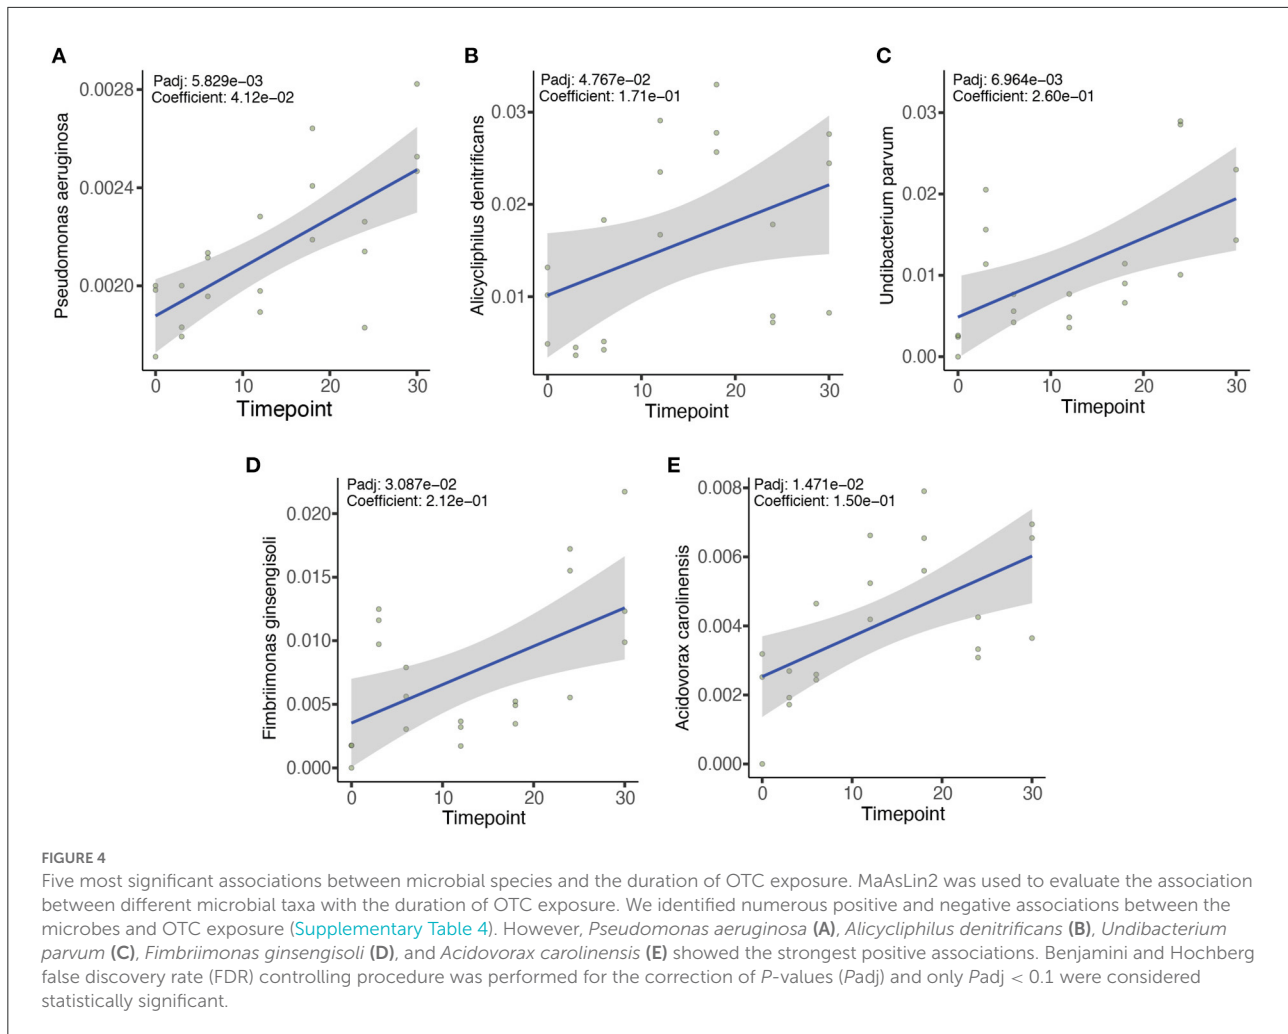 A
Padj: 5.829e−03
Coefficient: 4.12e−02
Pseudomonas aeruginosa
0.0028
0.0024
0.0020
0
10
20
30
Timepoint
B
Padj: 4.767e−02
Coefficient: 1.71e−01
Alicycliphilus denitrificans
0.03
0.02
0.01
0
10
20
30
Timepoint
C
Padj: 6.964e−03
Coefficient: 2.60e−01
Undibacterium parvum
0.03
0.02
0.01
0.00
0
10
20
30
Timepoint
D
Padj: 3.087e−02
Coefficient: 2.12e−01
Fimbriimonas ginsengisoli
0.020
0.015
0.010
0.005
0.000
0
10
20
30
Timepoint
E
Padj: 1.471e−02
Coefficient: 1.50e−01
Acidovorax carolinensis
0.008
0.006
0.004
0.002
0.000
0
10
20
30
Timepoint
FIGURE 4
Five most significant associations between microbial species and the duration of OTC exposure. MaAsLin2 was used to evaluate the association
between different microbial taxa with the duration of OTC exposure. We identified numerous positive and negative associations between the
microbes and OTC exposure (Supplementary Table 4). However, Pseudomonas aeruginosa (A), Alicycliphilus denitrificans (B), Undibacterium
parvum (C), Fimbriimonas ginsengisoli (D), and Acidovorax carolinensis (E) showed the strongest positive associations. Benjamini and Hochberg
false discovery rate (FDR) controlling procedure was performed for the correction of P-values (Padj) and only Padj < 0.1 were considered
statistically significant.